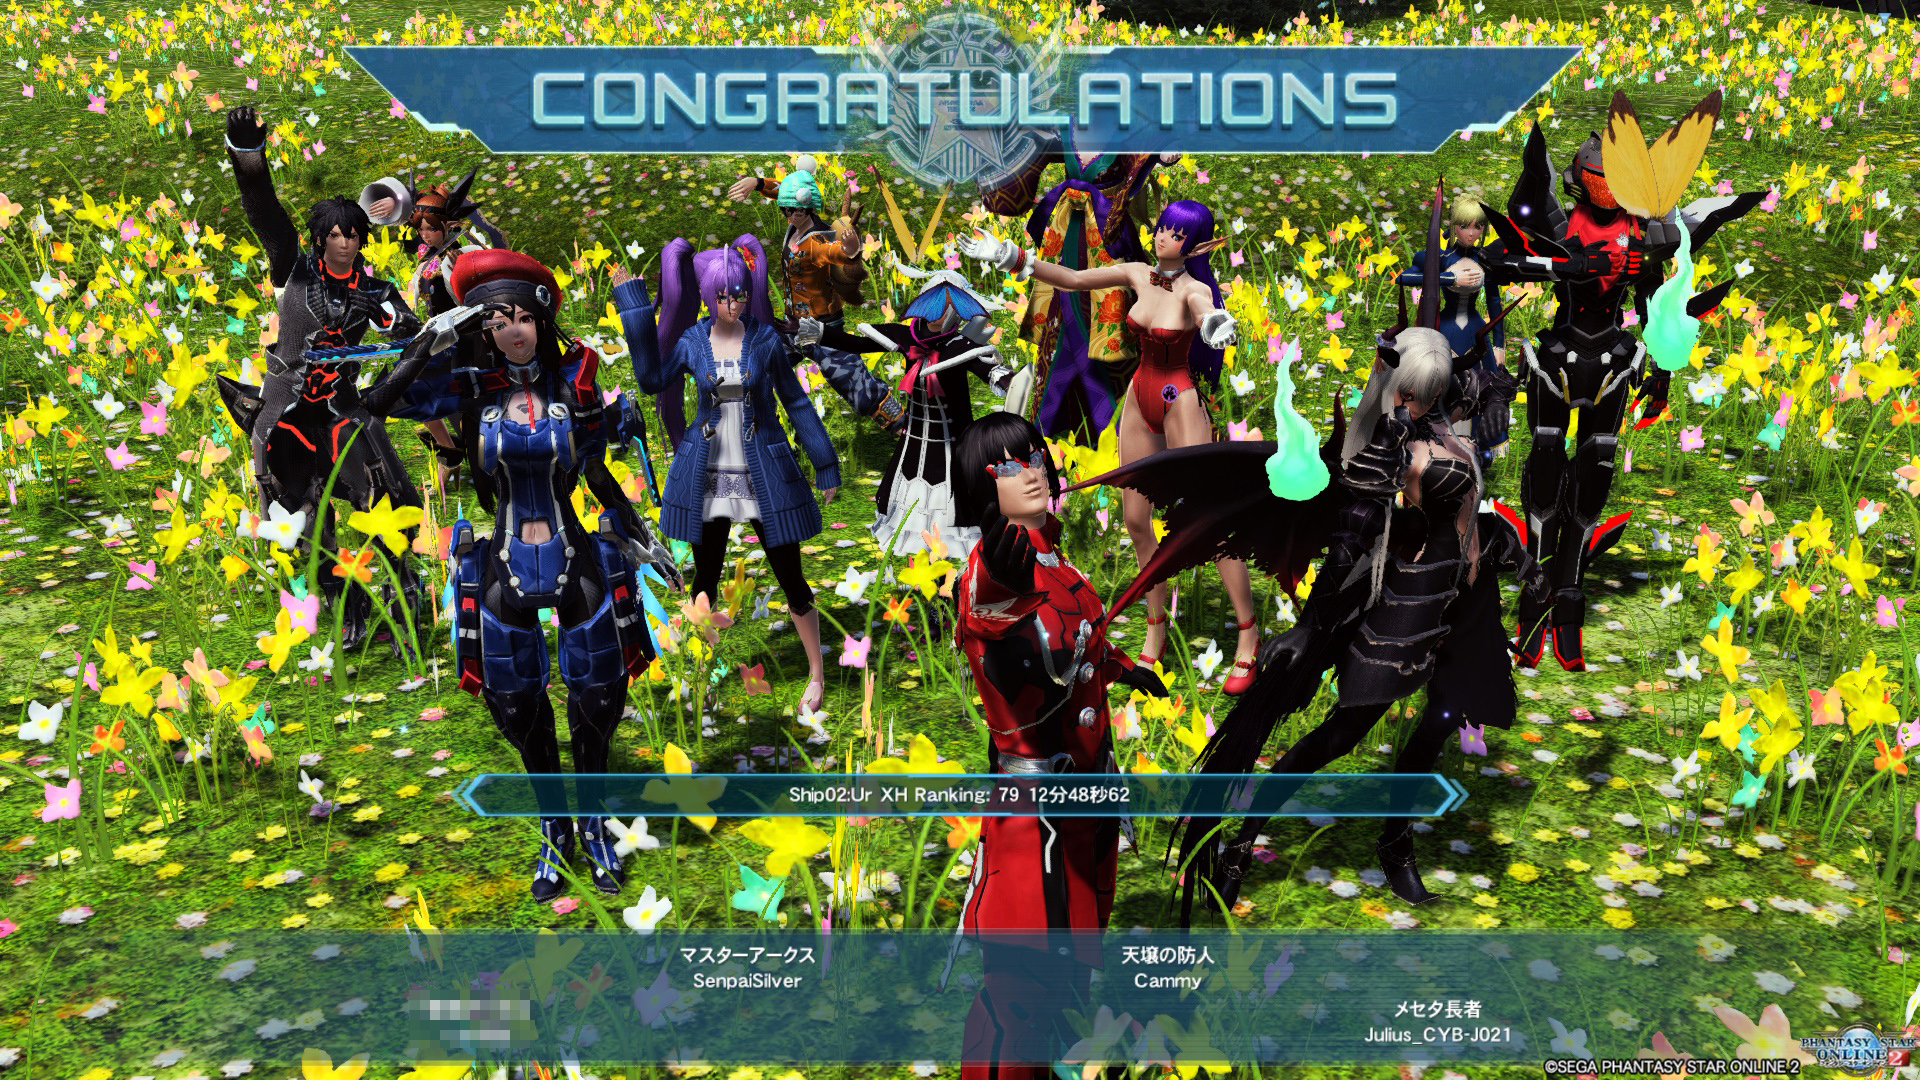 CONGRATULATIONS
Ship02:Ur XH Ranking: 79 12分48秒62
マスターアークス
SenpaiSilver
天壌の防人
Cammy
メセタ長者
Julius_CYB-J021
PHANTASY STAR
ONLINE 2
©SEGA PHANTASY STAR ONLINE 2